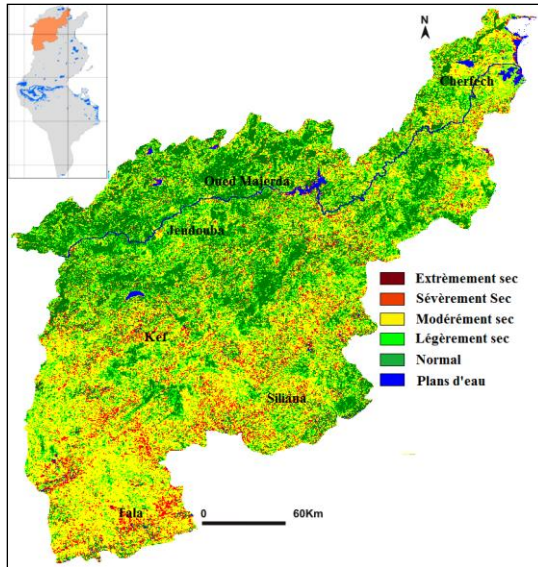 N
Cherfech
Oued Majerda
Jendouba
Extrèmement sec
Sévèrement Sec
Modérément sec
Légèrement sec
Normal
Plans d'eau
Kef
Siliana
Tala
0 60Km